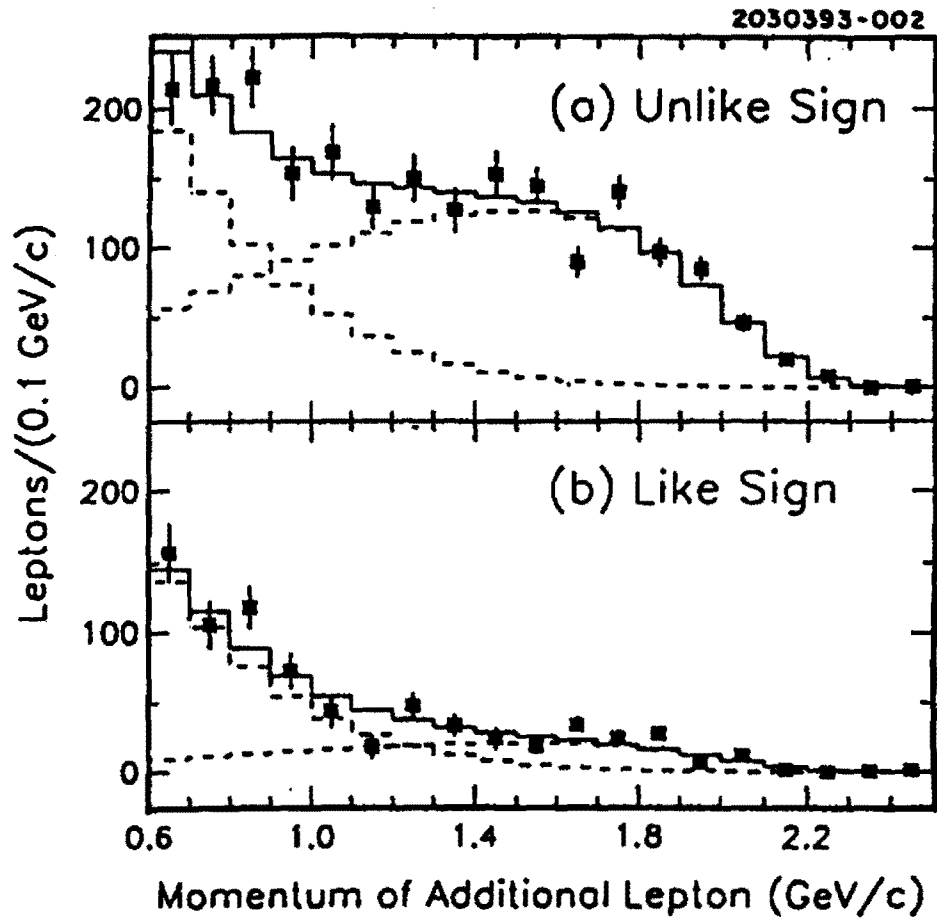 2030393-002
(a) Unlike Sign
200
100
0
Leptons/(0.1 GeV/c)
(b) Like Sign
200
100
0
0.6 1.0 1.4 1.8 2.2
Momentum of Additional Lepton (GeV/c)